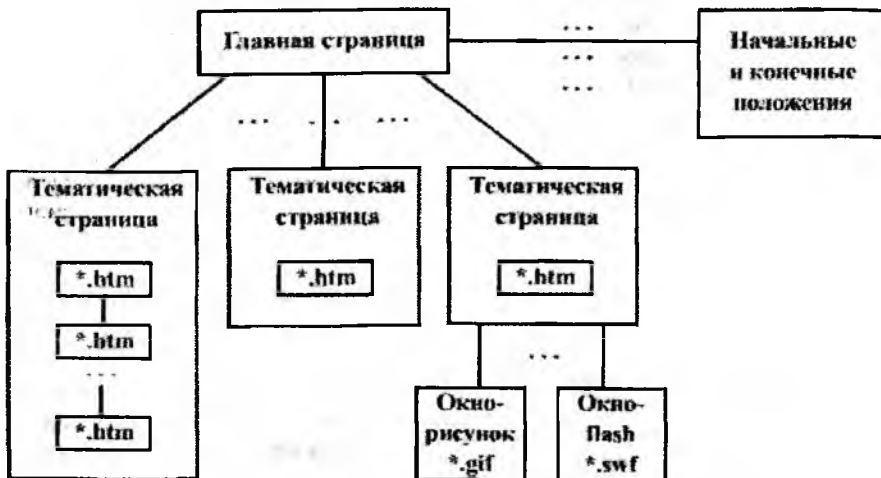 Главная страница
Начальные
и конечные
положения
...
...
...
... ... ...
Тематическая
страница
*.htm
*.htm
...
*.htm
Тематическая
страница
*.htm
Тематическая
страница
*.htm
...
Окно-
рисунок
*.gif
Окно-
flash
*.swf